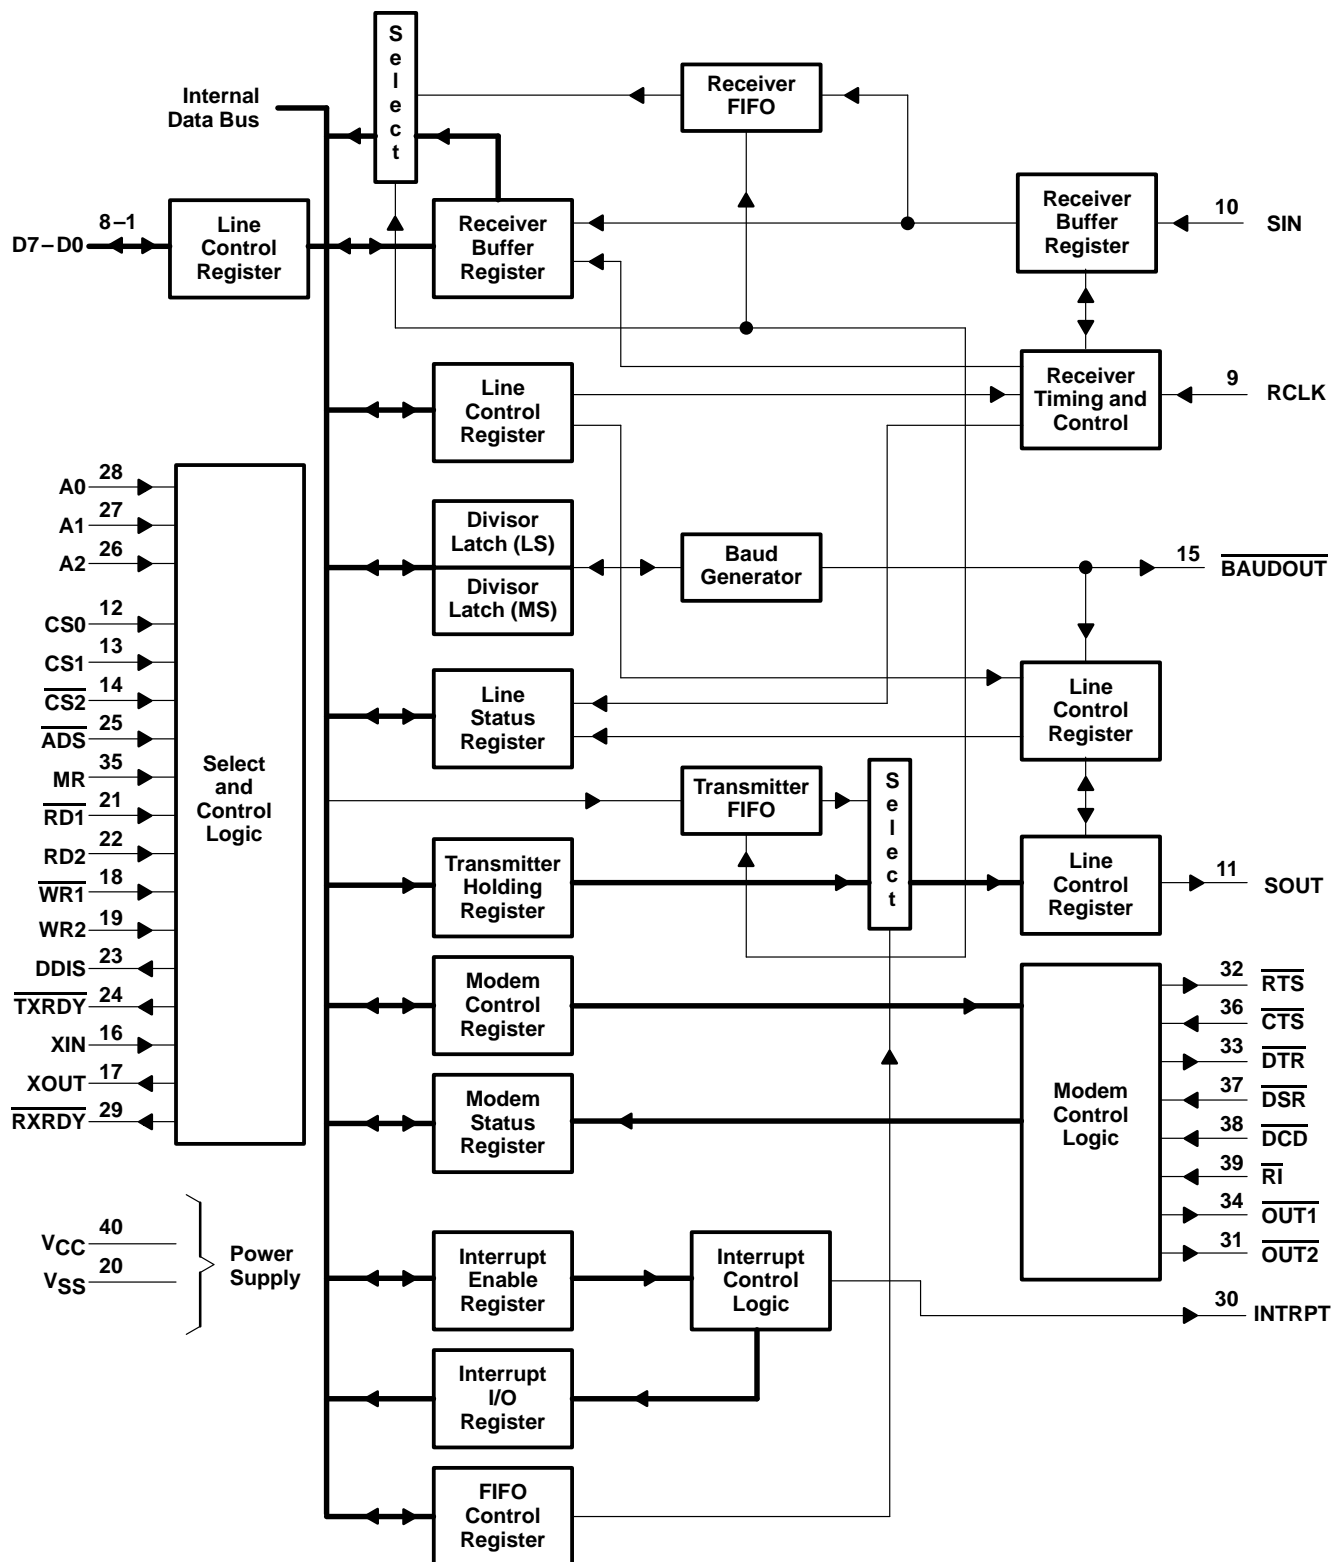 S
e
l
e
c
t
Internal
Data Bus
Receiver
FIFO
8–1
D7–D0
Line
Control
Register
Receiver
Buffer
Register
Receiver
Buffer
Register
10
SIN
Line
Control
Register
Receiver
Timing and
Control
9
RCLK
A0 28
A1 27
A2 26
CS0 12
CS1 13
CS2 14
ADS 25
MR 35
RD1 21
RD2 22
WR1 18
WR2 19
DDIS 23
TXRDY 24
XIN 16
XOUT 17
RXRDY 29
Select
and
Control
Logic
Divisor
Latch (LS)
Divisor
Latch (MS)
Baud
Generator
15
BAUDOUT
Line
Status
Register
Line
Control
Register
Transmitter
FIFO
S
e
l
e
c
t
Transmitter
Holding
Register
Line
Control
Register
11
SOUT
Modem
Control
Register
Modem
Status
Register
Modem
Control
Logic
32 RTS
36 CTS
33 DTR
37 DSR
38 DCD
39 RI
34 OUT1
31 OUT2
VCC 40
VSS 20
Power
Supply
Interrupt
Enable
Register
Interrupt
Control
Logic
30
INTRPT
Interrupt
I/O
Register
FIFO
Control
Register